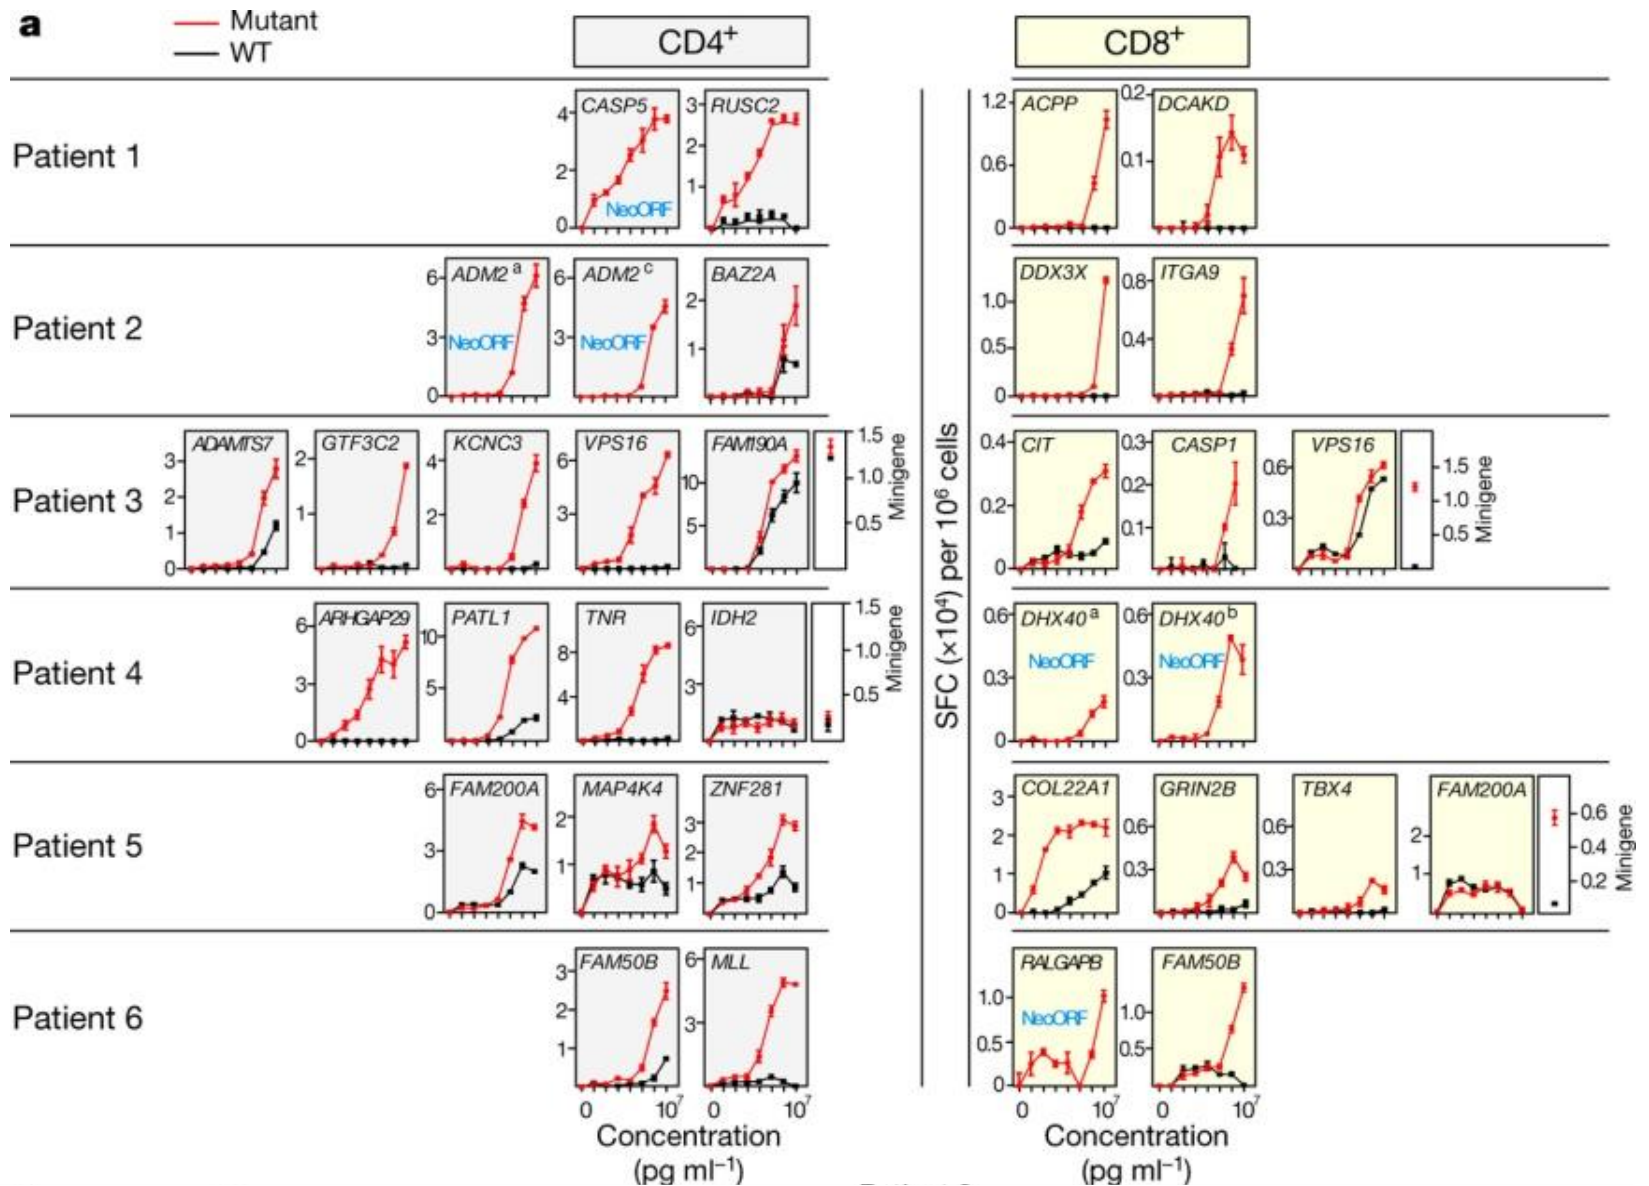 a
Mutant
WT
CD4+
CD8+
Patient 1
CASP5
4
2
0
NeoORF
RUSC2
3
2
1
ACPP
1.2
0.6
0
DCAKD
0.2
0.1
Patient 2
ADM2 a
6
3
0
NeoORF
ADM2 c
6
3
NeoORF
BAZ2A
2
1
DDX3X
1.0
0.5
0
ITGA9
0.8
0.4
Patient 3
ADAMTS7
3
2
1
0
GTF3C2
2
1
KCNC3
4
2
VPS16
6
3
FAM190A
10
5
1.5
1.0
0.5
Minigene
CIT
0.4
0.2
0
CASP1
0.3
0.2
0.1
VPS16
0.6
0.3
1.5
1.0
0.5
Minigene
Patient 4
ARHGAP29
6
3
0
PATL1
10
5
TNR
8
4
IDH2
6
3
1.5
1.0
0.5
Minigene
DHX40 a
0.6
0.3
0
NeoORF
DHX40 b
0.6
0.3
NeoORF
Patient 5
FAM200A
6
3
0
MAP4K4
2
1
ZNF281
3
2
1
COL22A1
3
2
1
0
GRIN2B
0.6
0.3
TBX4
0.6
0.3
FAM200A
2
1
0.6
0.4
0.2
Minigene
Patient 6
FAM50B
3
2
1
MLL
6
3
RALGAPB
1.0
0.5
0
NeoORF
FAM50B
1.0
0.5
0 10⁷ 0 10⁷
Concentration
(pg ml⁻¹)
0 10⁷ 0 10⁷
Concentration
(pg ml⁻¹)
SFC (×10⁴) per 10⁶ cells